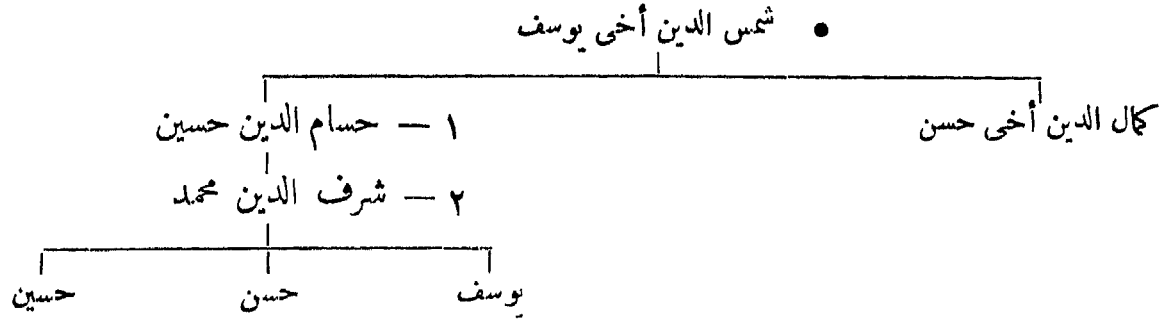 • شمس الدين أخى يوسف
كمال الدين أخى حسن
١ — حسام الدين حسين
٢ — شرف الدين محمد
يوسف
حسن
حسين